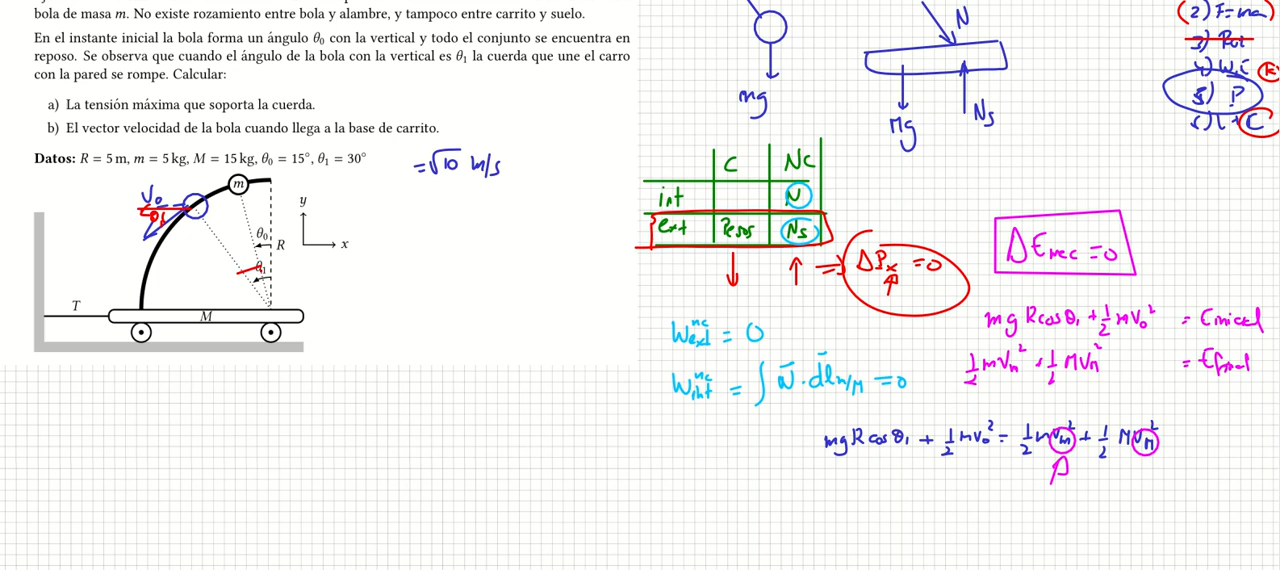 bola de masa m. No existe rozamiento entre bola y alambre, y tampoco entre carrito y suelo.
En el instante inicial la bola forma un ángulo θ₀ con la vertical y todo el conjunto se encuentra en
reposo. Se observa que cuando el ángulo de la bola con la vertical es θ₁ la cuerda que une el carro
con la pared se rompe. Calcular:
a) La tensión máxima que soporta la cuerda.
b) El vector velocidad de la bola cuando llega a la base de carrito.
Datos: R = 5 m, m = 5 kg, M = 15 kg, θ₀ = 15°, θ₁ = 30°
= √10 m/s
V₀
θ₁
m
θ₀
R
θ₁
y
x
T
M
mg
N
Mg
Ns
(2) F=ma
5) P
C NC
int N
ext Pesos Ns
↓ ↑ ⇒ ΔPx = 0
ΔEmec = 0
W ext nc = 0
W int nc = ∫ N · dl m/M = 0
mg R cos θ₁ + 1/2 m v₀² = Einicial
1/2 m Vm² + 1/2 M VM² = Efinal
mg R cos θ₁ + 1/2 m v₀² = 1/2 m Vm² + 1/2 M VM²